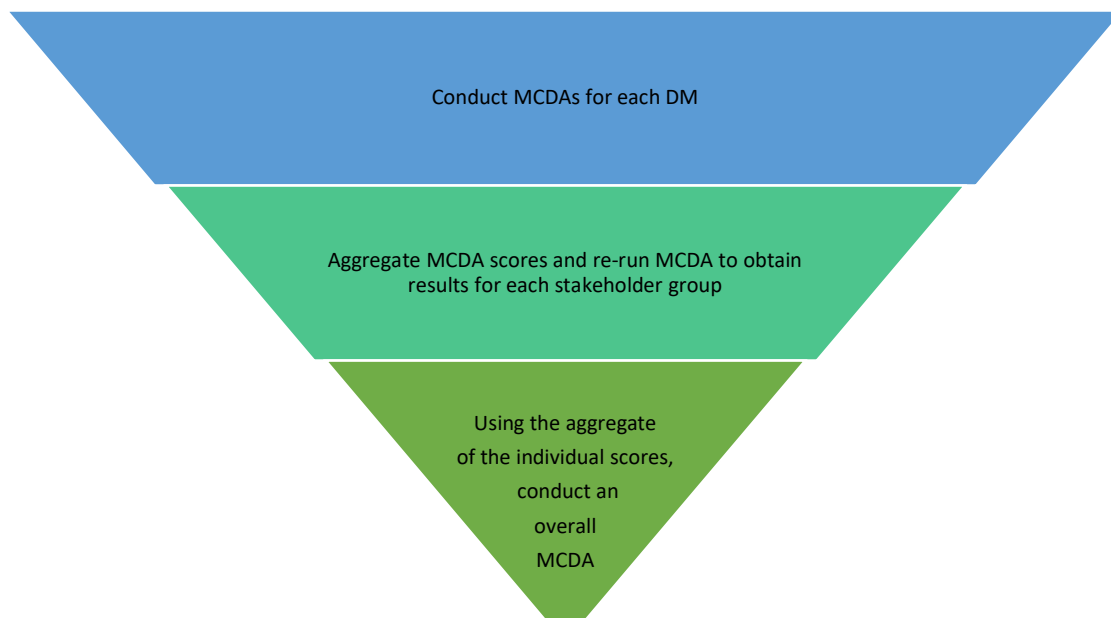 Conduct MCDAs for each DM
Aggregate MCDA scores and re-run MCDA to obtain
results for each stakeholder group
Using the aggregate
of the individual scores,
conduct an
overall
MCDA